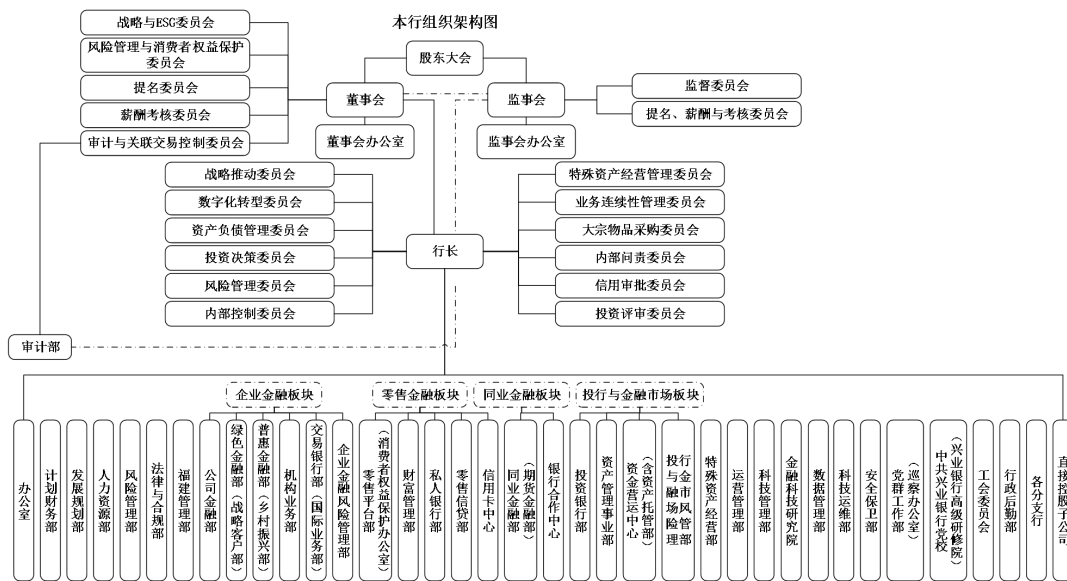 本行组织架构图
战略与ESG委员会
风险管理与消费者权益保护
委员会
提名委员会
薪酬考核委员会
审计与关联交易控制委员会
股东大会
董事会
监事会
董事会办公室
监事会办公室
监督委员会
提名、薪酬与考核委员会
战略推动委员会
数字化转型委员会
资产负债管理委员会
投资决策委员会
风险管理委员会
内部控制委员会
行长
特殊资产经营管理委员会
业务连续性管理委员会
大宗物品采购委员会
内部问责委员会
信用审批委员会
投资评审委员会
审计部
企业金融板块
零售金融板块
同业金融板块
投行与金融市场板块
办公室
计划财务部
发展规划部
人力资源部
风险管理部
法律与合规部
福建管理部
公司金融部
绿色金融部（战略客户部）
普惠金融部（乡村振兴部）
机构业务部
交易银行部（国际业务部）
企业金融风险管理部
零售平台部
（消费者权益保护办公室）
财富管理部
私人银行部
零售信贷部
信用卡中心
同业金融部
（期货金融部）
银行合作中心
投资银行部
资产管理事业部
资金营运中心
（含资产托管部）
投行与金融市场风险管理部
特殊资产经营部
运营管理部
科技管理部
金融科技研究院
数据管理部
科技运维部
安全保卫部
党群工作部
（巡察办公室）
中共兴业银行党校
（兴业银行高级研修院）
工会委员会
行政后勤部
各分支行
直接控股子公司